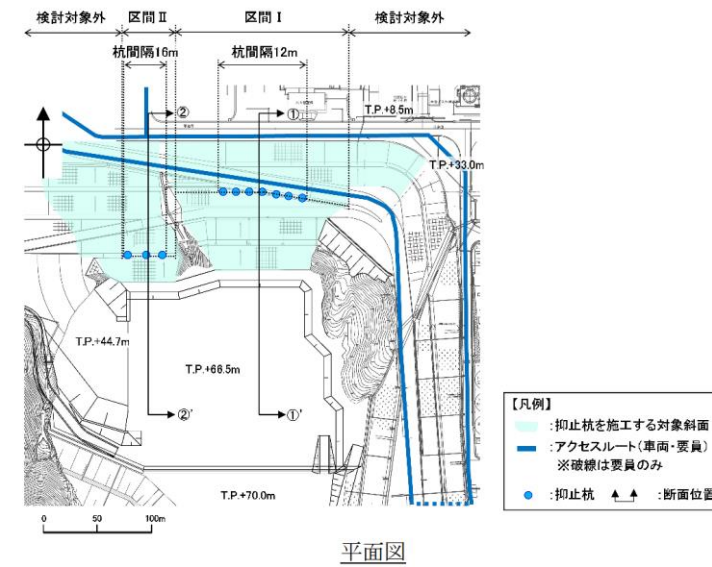 検討対象外 区間Ⅱ 区間Ⅰ 検討対象外
杭間隔16m 杭間隔12m
② ①
T.P.+8.5m
T.P.+33.0m
T.P.+44.7m
T.P.+66.5m
②' ①'
T.P.+70.0m
0 50 100m
【凡例】
:抑止杭を施工する対象斜面
:アクセスルート(車両・要員)
※破線は要員のみ
:抑止杭 :断面位置
平面図